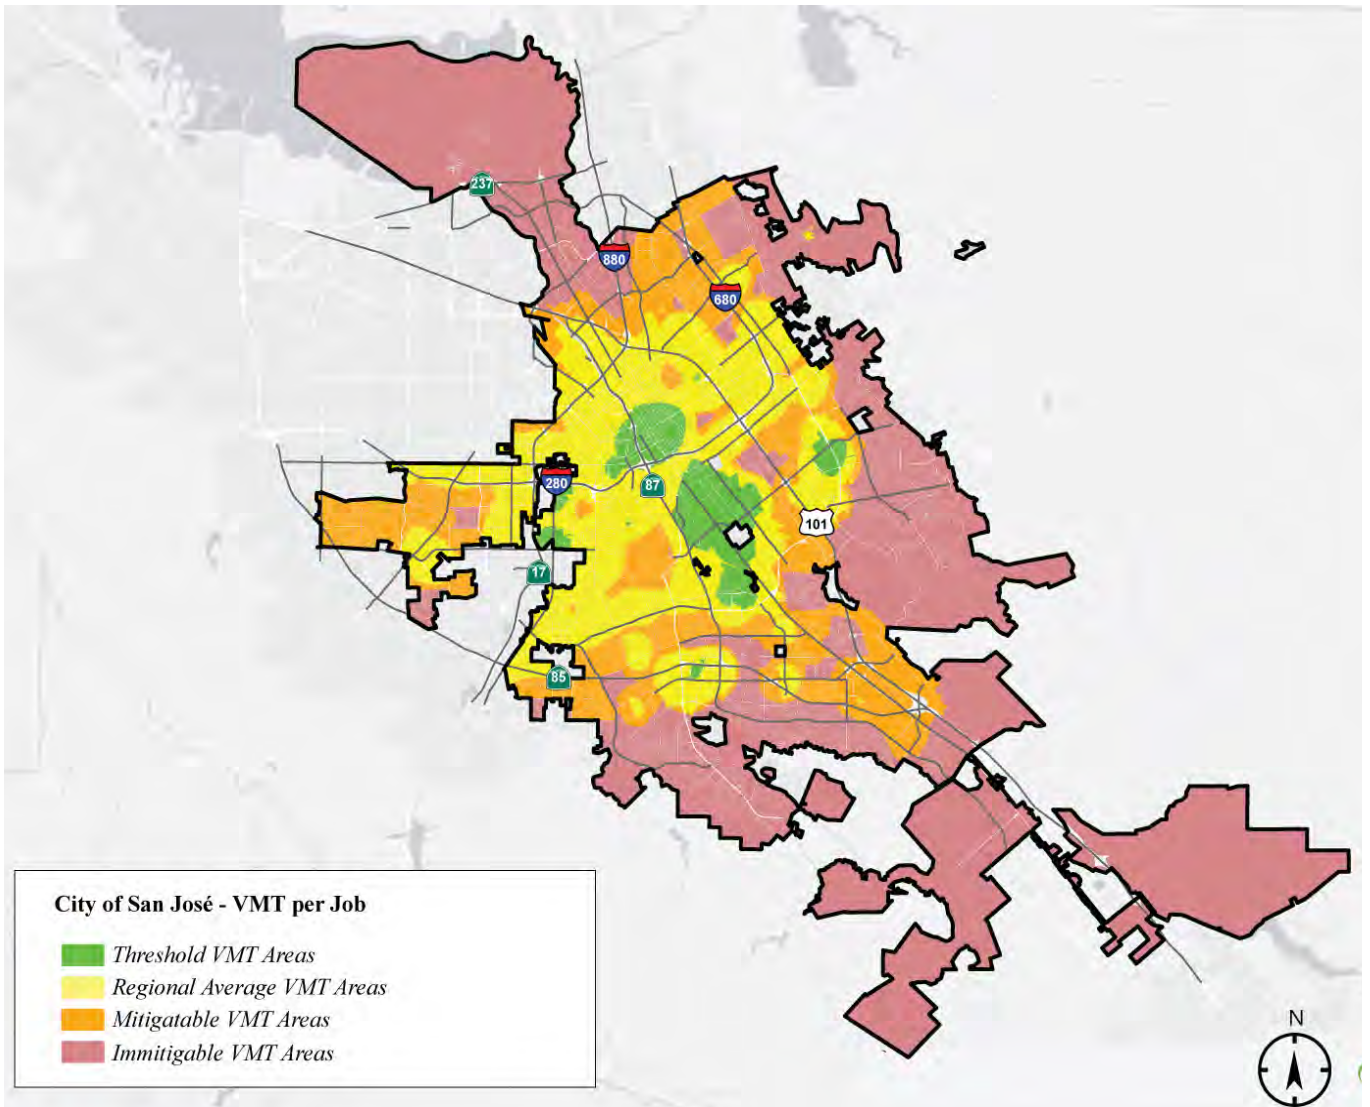 237
880
680
280
87
101
17
85
City of San José - VMT per Job
Threshold VMT Areas
Regional Average VMT Areas
Mitigatable VMT Areas
Immitigable VMT Areas
N